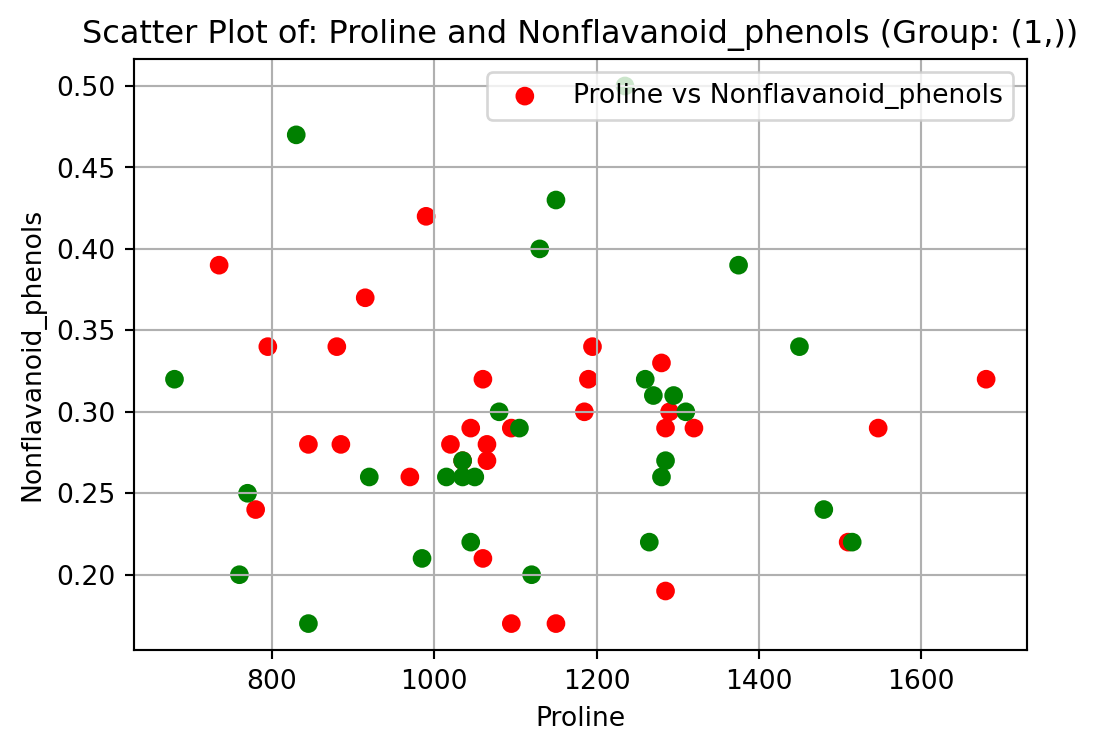 Scatter Plot of: Proline and Nonflavanoid_phenols (Group: (1,))
Proline vs Nonflavanoid_phenols
Nonflavanoid_phenols
0.50
0.45
0.40
0.35
0.30
0.25
0.20
800 1000 1200 1400 1600
Proline